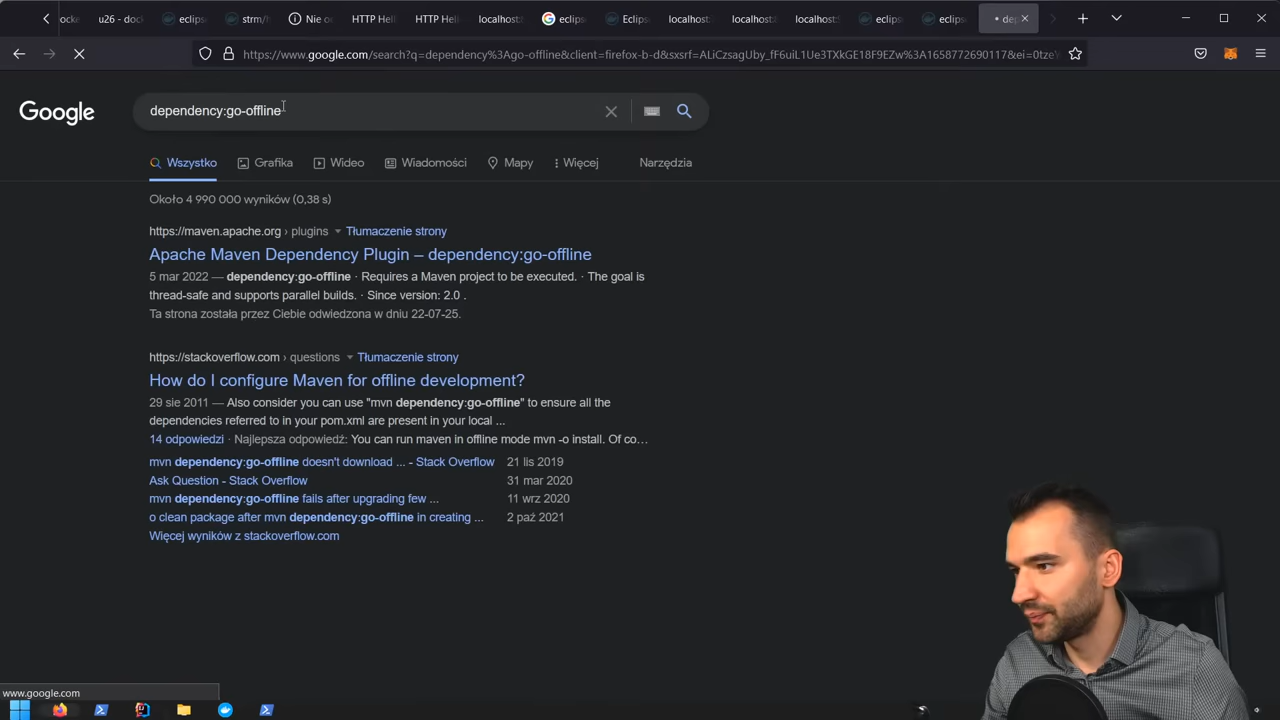 ocke
u26 - dock
eclips
strm/
Nie o
HTTP Hell
HTTP Hel
localhost
eclips
Eclips
localhos
localhos
localhos
eclips
eclips
dep
https://www.google.com/search?q=dependency%3Ago-offline&client=firefox-b-d&sxsrf=ALiCzsagUby_fF6uiL1Ue3TXkGE18F9EZw%3A1658772690117&ei=0tze
Google
dependency:go-offline
Wszystko
Grafika
Wideo
Wiadomości
Mapy
Więcej
Narzędzia
Około 4 990 000 wyników (0,38 s)
https://maven.apache.org › plugins Tłumaczenie strony
Apache Maven Dependency Plugin – dependency:go-offline
5 mar 2022 — dependency:go-offline · Requires a Maven project to be executed. · The goal is
thread-safe and supports parallel builds. · Since version: 2.0 .
Ta strona została przez Ciebie odwiedzona w dniu 22-07-25.
https://stackoverflow.com › questions Tłumaczenie strony
How do I configure Maven for offline development?
29 sie 2011 — Also consider you can use "mvn dependency:go-offline" to ensure all the
dependencies referred to in your pom.xml are present in your local ...
14 odpowiedzi · Najlepsza odpowiedź: You can run maven in offline mode mvn -o install. Of co…
mvn dependency:go-offline doesn't download ... - Stack Overflow 21 lis 2019
Ask Question - Stack Overflow 31 mar 2020
mvn dependency:go-offline fails after upgrading few ... 11 wrz 2020
o clean package after mvn dependency:go-offline in creating ... 2 paź 2021
Więcej wyników z stackoverflow.com
www.google.com